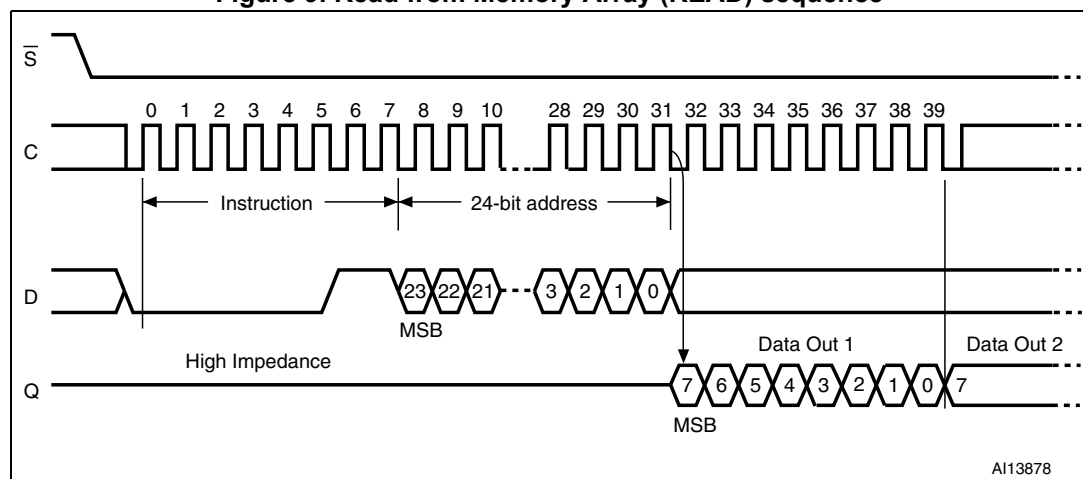 Figure 9. Read from Memory Array (READ) sequence
S
0 1 2 3 4 5 6 7 8 9 10 28 29 30 31 32 33 34 35 36 37 38 39
C
Instruction 24-bit address
D 23 22 21 3 2 1 0
MSB
High Impedance Data Out 1 Data Out 2
Q 7 6 5 4 3 2 1 0 7
MSB
AI13878